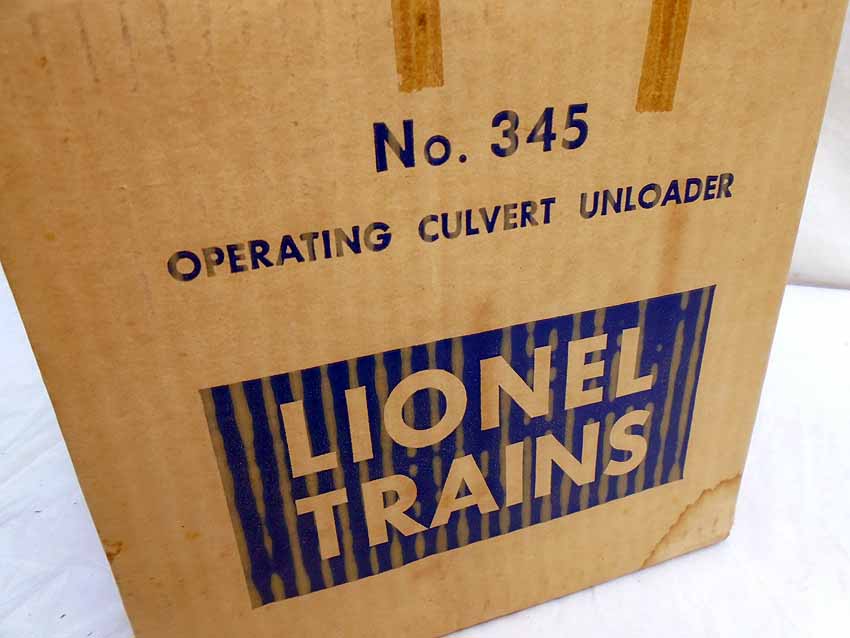 No. 345
OPERATING CULVERT UNLOADER
LIONEL
TRAINS